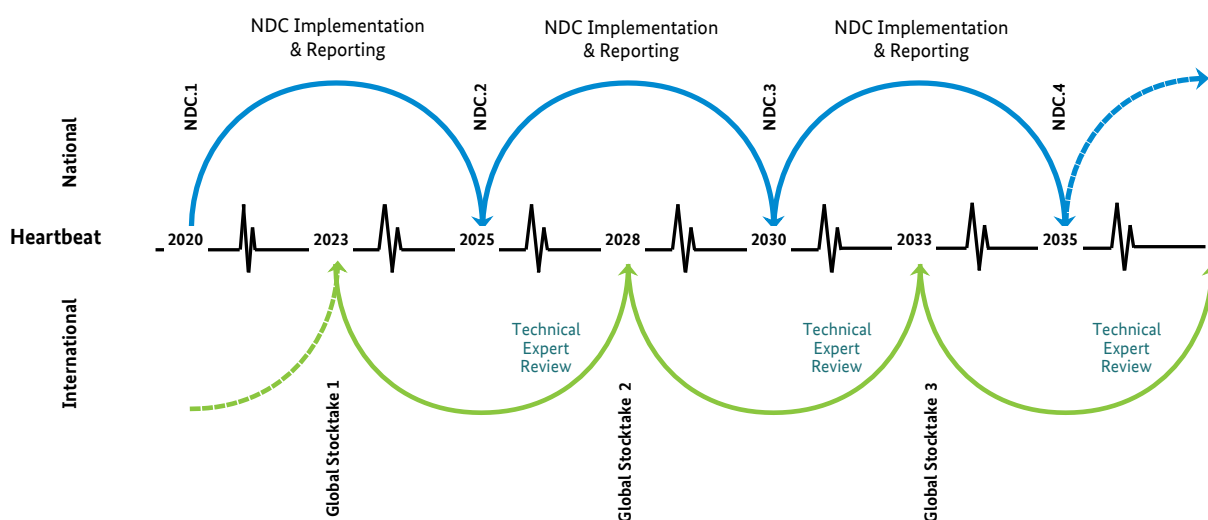 NDC Implementation
& Reporting
NDC Implementation
& Reporting
NDC Implementation
& Reporting
National
NDC.1
NDC.2
NDC.3
NDC.4
Heartbeat
2020
2023
2025
2028
2030
2033
2035
International
Technical
Expert
Review
Technical
Expert
Review
Technical
Expert
Review
Global Stocktake 1
Global Stocktake 2
Global Stocktake 3